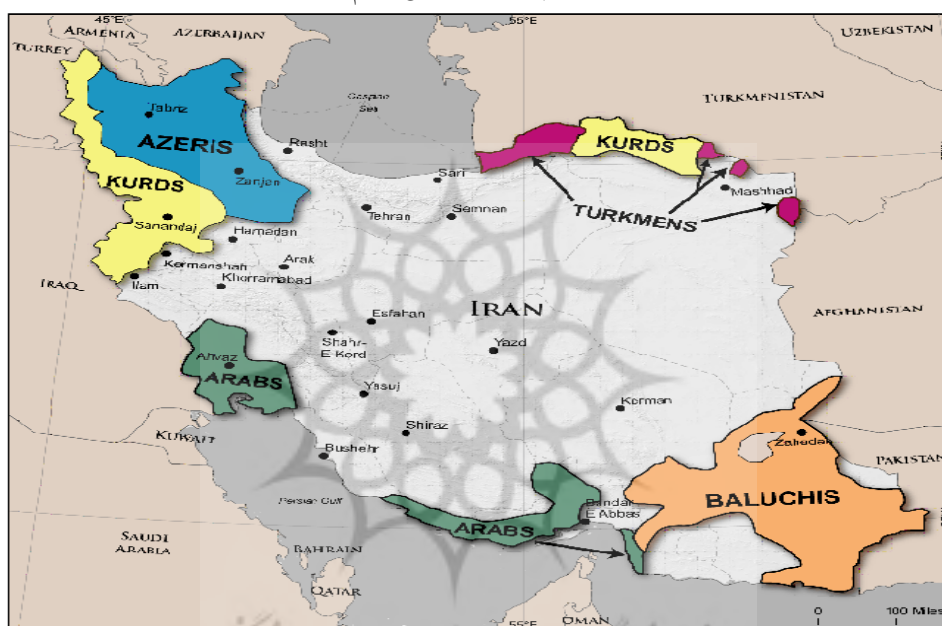 45°E
55°E
ARMENIA
AZERBAIJAN
UZBEKISTAN
TURKEY
Caspian
Sea
TURKMENISTAN
Tabriz
AZERIS
Rasht
KURDS
KURDS
Zanjan
Sari
Mashhad
Sanandaj
Tehran
Semnan
TURKMENS
Hamadan
Kermanshah
Arak
Khorramabad
Ilam
IRAQ
IRAN
AFGHANISTAN
Esfahan
Shahr-
E-Kord
Yazd
Ahvaz
ARABS
Yasuj
Kerman
Shiraz
Zahedan
KUWAIT
Bushehr
PAKISTAN
Persian Gulf
BALUCHIS
Bandar
E Abbas
ARABS
SAUDI
ARABIA
BAHRAIN
QATAR
OMAN
55°E
0 100 Miles